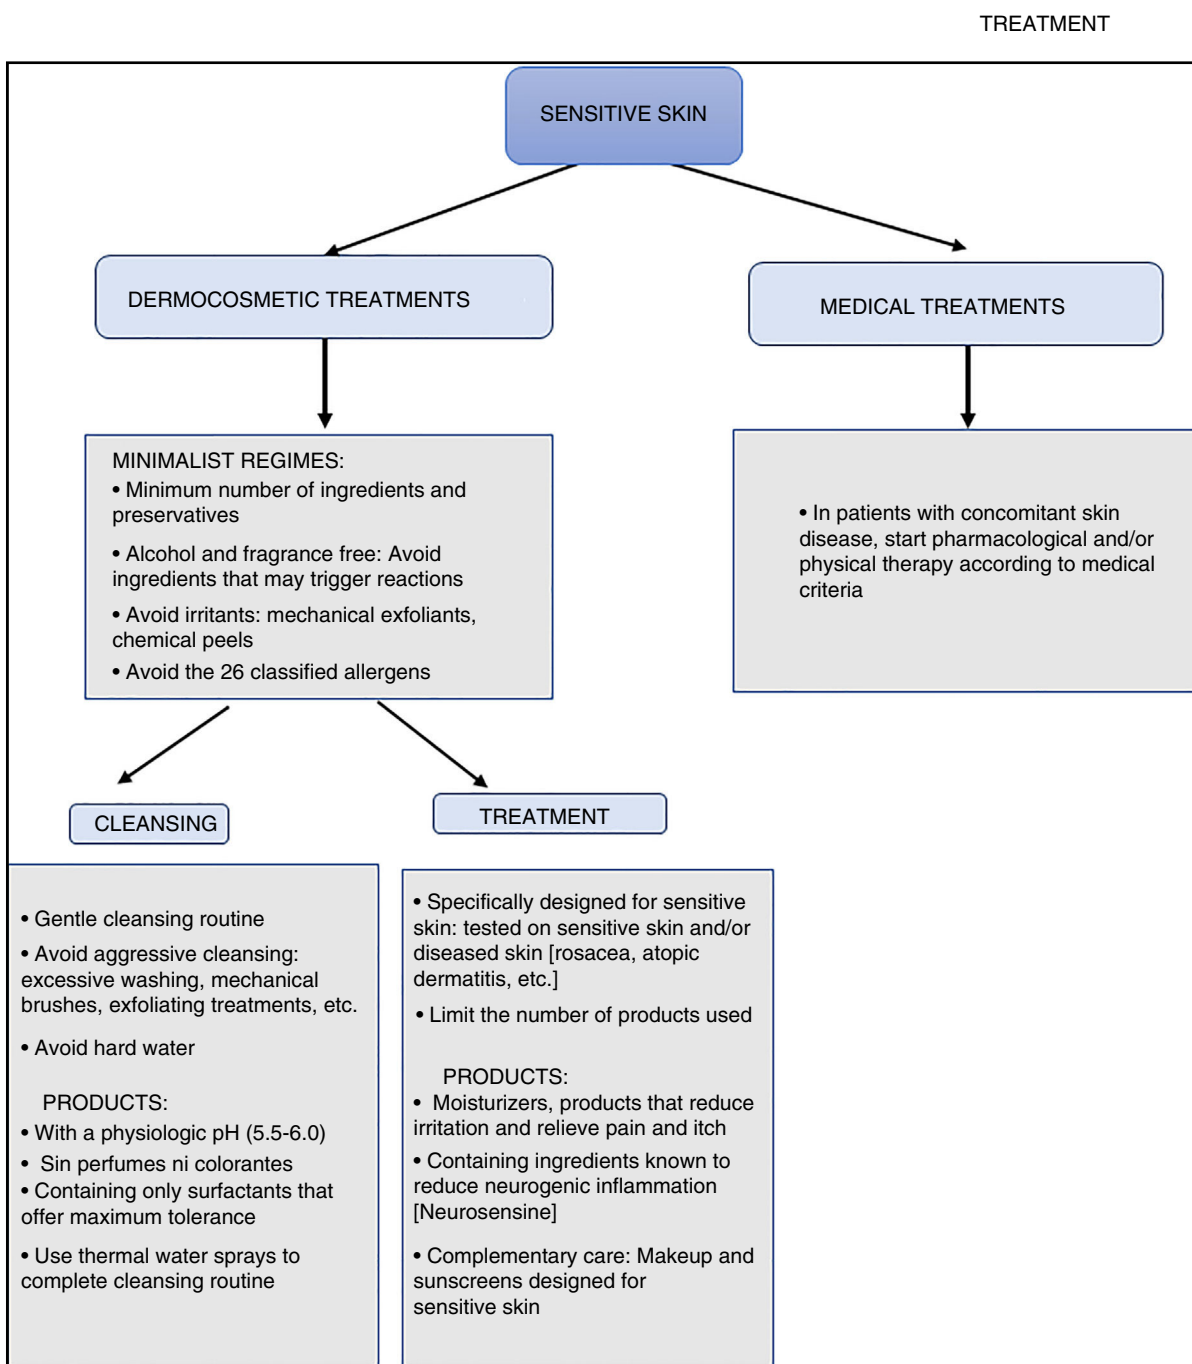 TREATMENT
SENSITIVE SKIN
DERMOCOSMETIC TREATMENTS
MEDICAL TREATMENTS
MINIMALIST REGIMES:
• Minimum number of ingredients and
preservatives
• Alcohol and fragrance free: Avoid
ingredients that may trigger reactions
• Avoid irritants: mechanical exfoliants,
chemical peels
• Avoid the 26 classified allergens
• In patients with concomitant skin
disease, start pharmacological and/or
physical therapy according to medical
criteria
CLEANSING
• Gentle cleansing routine
• Avoid aggressive cleansing:
excessive washing, mechanical
brushes, exfoliating treatments, etc.
• Avoid hard water
PRODUCTS:
• With a physiologic pH (5.5-6.0)
• Sin perfumes ni colorantes
• Containing only surfactants that
offer maximum tolerance
• Use thermal water sprays to
complete cleansing routine
TREATMENT
• Specifically designed for sensitive
skin: tested on sensitive skin and/or
diseased skin [rosacea, atopic
dermatitis, etc.]
• Limit the number of products used
PRODUCTS:
• Moisturizers, products that reduce
irritation and relieve pain and itch
• Containing ingredients known to
reduce neurogenic inflammation
[Neurosensine]
• Complementary care: Makeup and
sunscreens designed for
sensitive skin